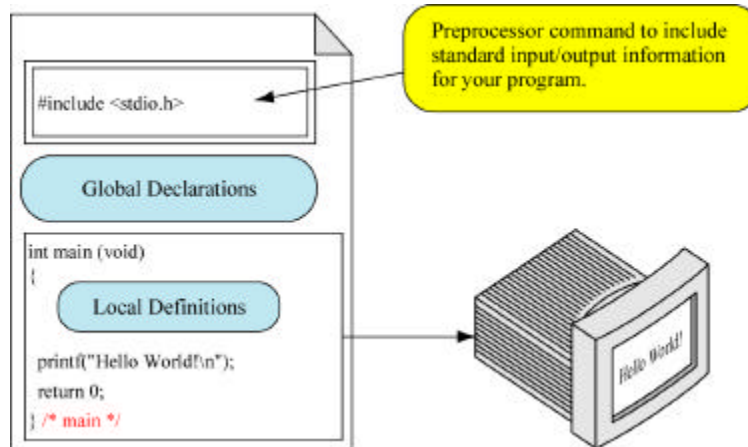 Preprocessor command to include
standard input/output information
for your program.
#include <stdio.h>
Global Declarations
int main (void)
{
Local Definitions
printf("Hello World!\n");
return 0;
} /* main */
Hello World!